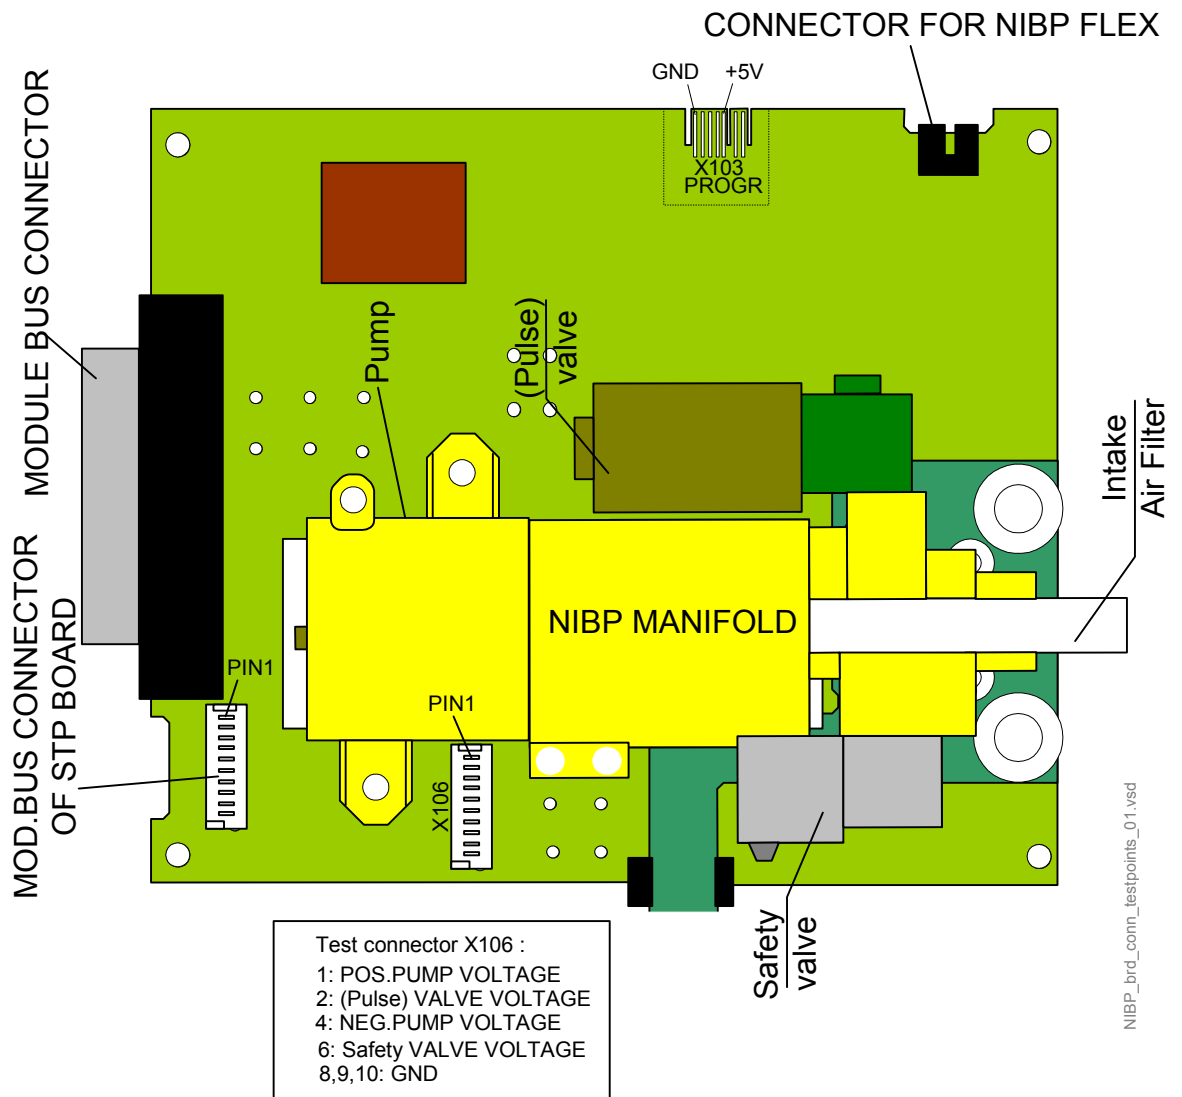 CONNECTOR FOR NIBP FLEX
GND +5V
X103
PROGR
MODULE BUS CONNECTOR
Pump
(Pulse)
valve
Intake
Air Filter
NIBP MANIFOLD
MOD.BUS CONNECTOR
OF STP BOARD
PIN1
PIN1
X106
Safety
valve
NIBP_brd_conn_testpoints_01.vsd
Test connector X106 :
1: POS.PUMP VOLTAGE
2: (Pulse) VALVE VOLTAGE
4: NEG.PUMP VOLTAGE
6: Safety VALVE VOLTAGE
8,9,10: GND